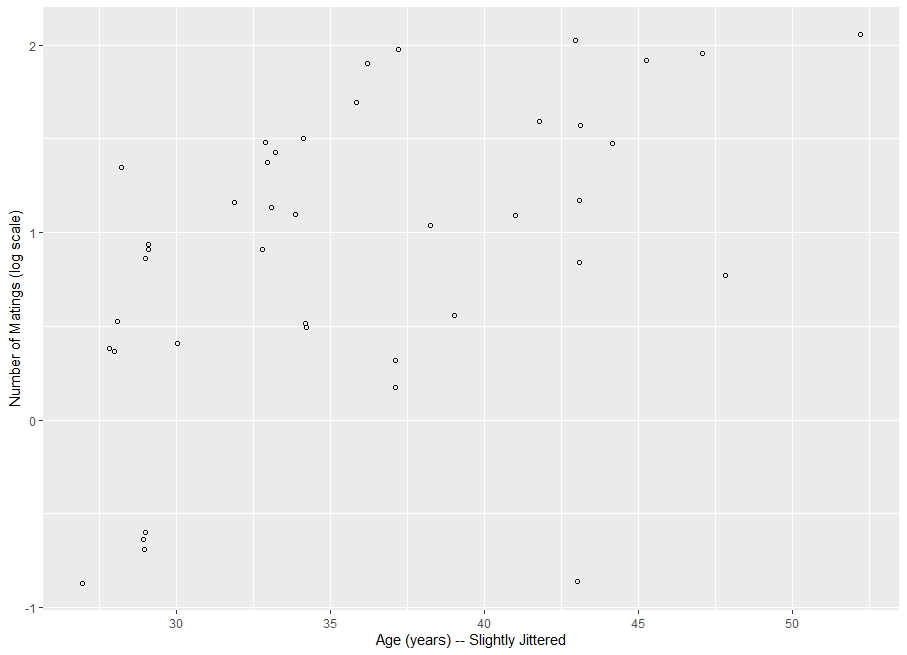 Number of Matings (log scale)
2
1
0
-1
30 35 40 45 50
Age (years) -- Slightly Jittered